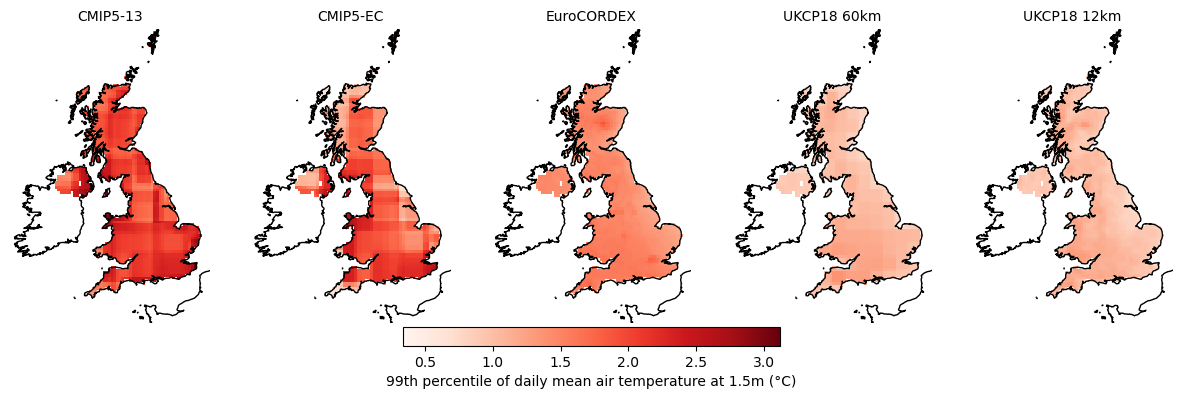 CMIP5-13
CMIP5-EC
EuroCORDEX
UKCP18 60km
UKCP18 12km
0.5
1.0
1.5
2.0
2.5
3.0
99th percentile of daily mean air temperature at 1.5m (°C)